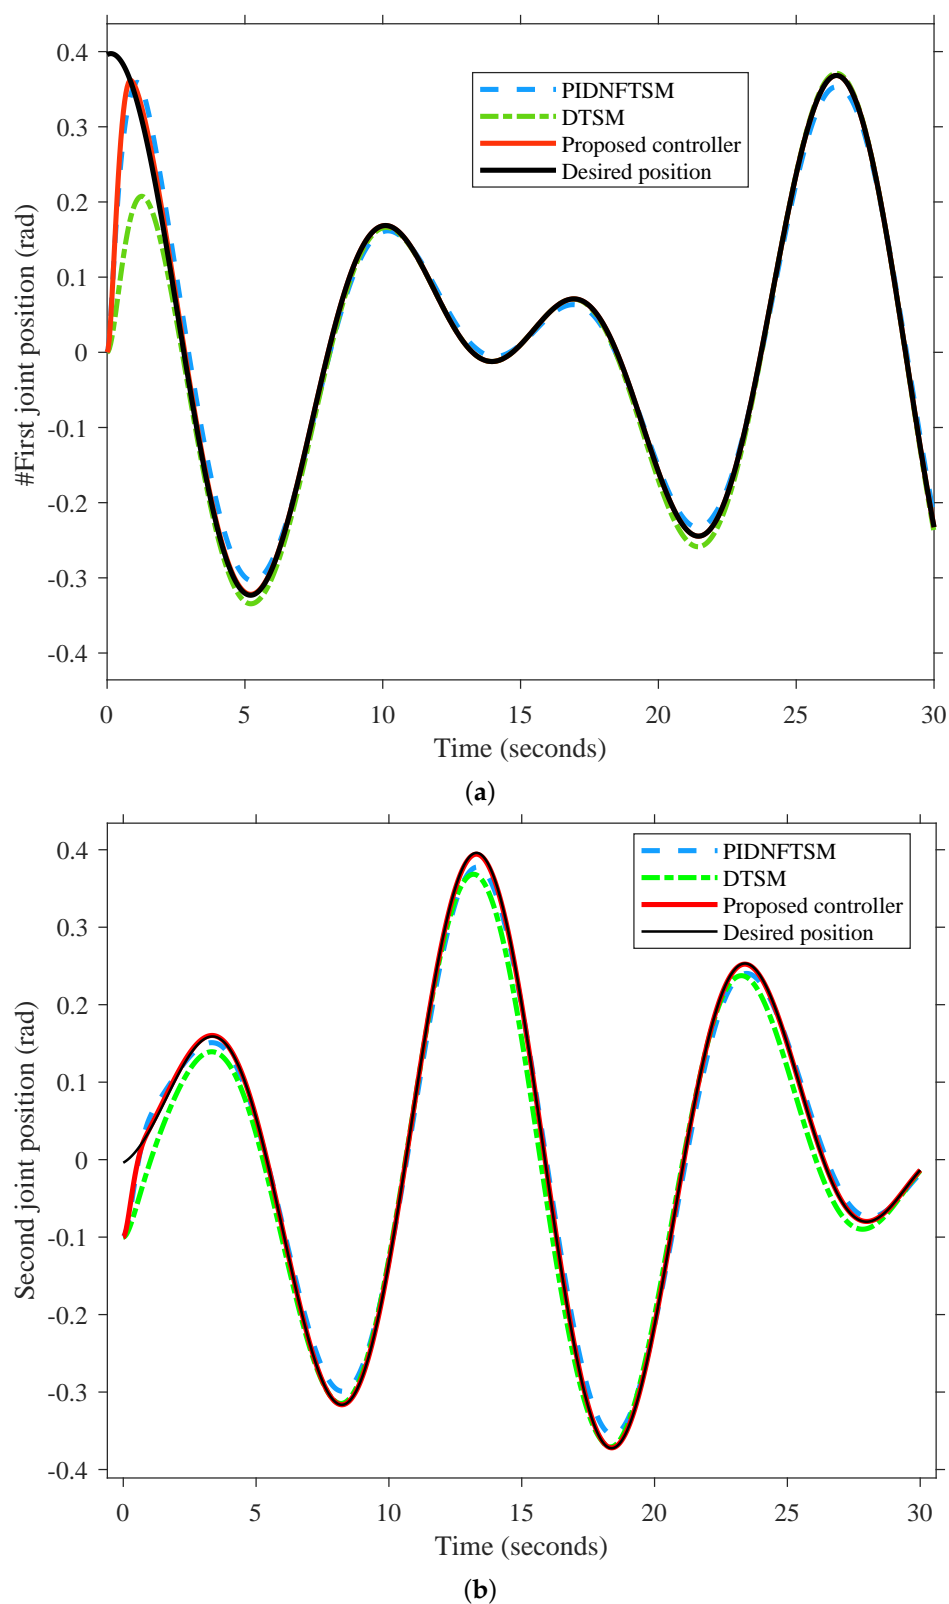 0.4
0.3
0.2
0.1
0
-0.1
-0.2
-0.3
-0.4
#First joint position (rad)
PIDNFTSM
DTSM
Proposed controller
Desired position
0 5 10 15 20 25 30
Time (seconds)
(a)
0.4
0.3
0.2
0.1
0
-0.1
-0.2
-0.3
-0.4
Second joint position (rad)
PIDNFTSM
DTSM
Proposed controller
Desired position
0 5 10 15 20 25 30
Time (seconds)
(b)